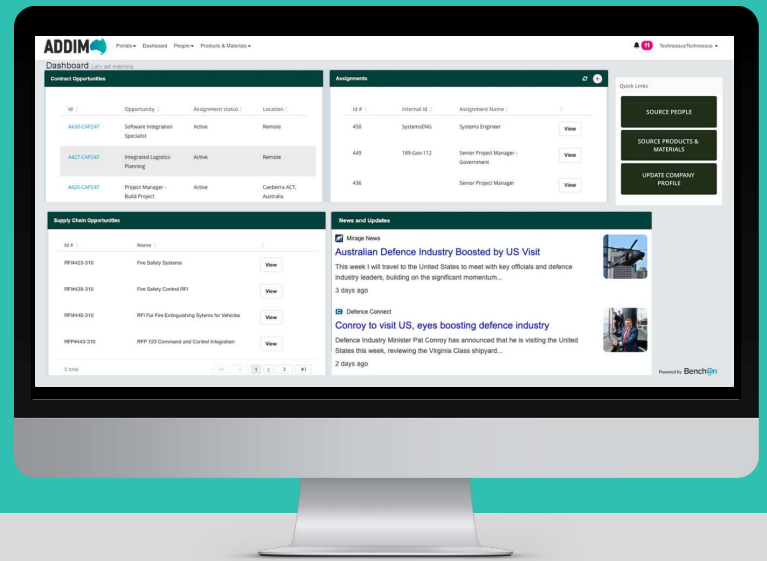 ADDIM
Portals Dashboard People Products & Materials
11 TechnossusTechnossus
Dashboard Let's get matching.
Contract Opportunities
Id Opportunity Assignment status Location
A430-CAP247 Software Integration Specialist Active Remote
A427-CAP247 Integrated Logistics Planning Active Remote
A426-CAP247 Project Manager - Build Project Active Canberra ACT, Australia
Assignments
Id # Internal Id Assignment Name
450 SystemsENG Systems Engineer View
449 189-Gov-112 Senior Project Manager - Government View
436 Senior Project Manager View
Quick Links
SOURCE PEOPLE
SOURCE PRODUCTS &
MATERIALS
UPDATE COMPANY
PROFILE
Supply Chain Opportunities
Id # Name
RFI#423-310 Fire Safety Systems View
RFI#439-310 Fire Safety Control RFI View
RFI#440-310 RFI For Fire Extinguishing Sytems for Vehicles View
RFP#443-310 RFP 123 Command and Control Integration View
5 total 1 2
News and Updates
Mirage News
Australian Defence Industry Boosted by US Visit
This week I will travel to the United States to meet with key officials and defence
industry leaders, building on the significant momentum...
3 days ago
Defence Connect
Conroy to visit US, eyes boosting defence industry
Defence Industry Minister Pat Conroy has announced that he is visiting the United
States this week, reviewing the Virginia Class shipyard...
2 days ago
Powered by Bench@n